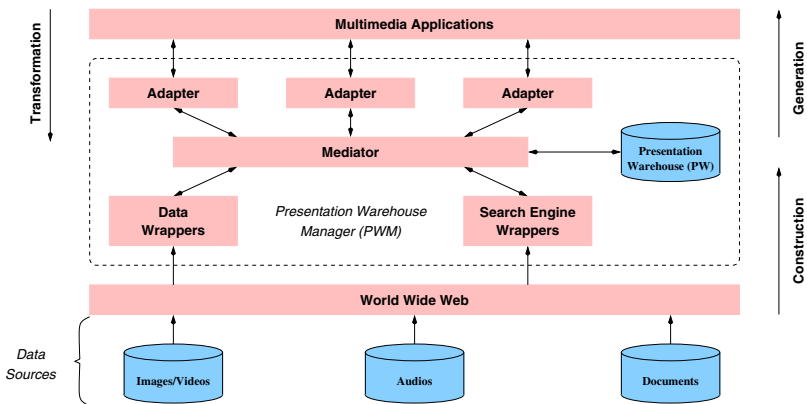 Multimedia Applications
Transformation
Generation
Adapter
Adapter
Adapter
Mediator
Presentation
Warehouse (PW)
Data
Wrappers
Presentation Warehouse
Manager (PWM)
Search Engine
Wrappers
Construction
World Wide Web
Data
Sources
Images/Videos
Audios
Documents